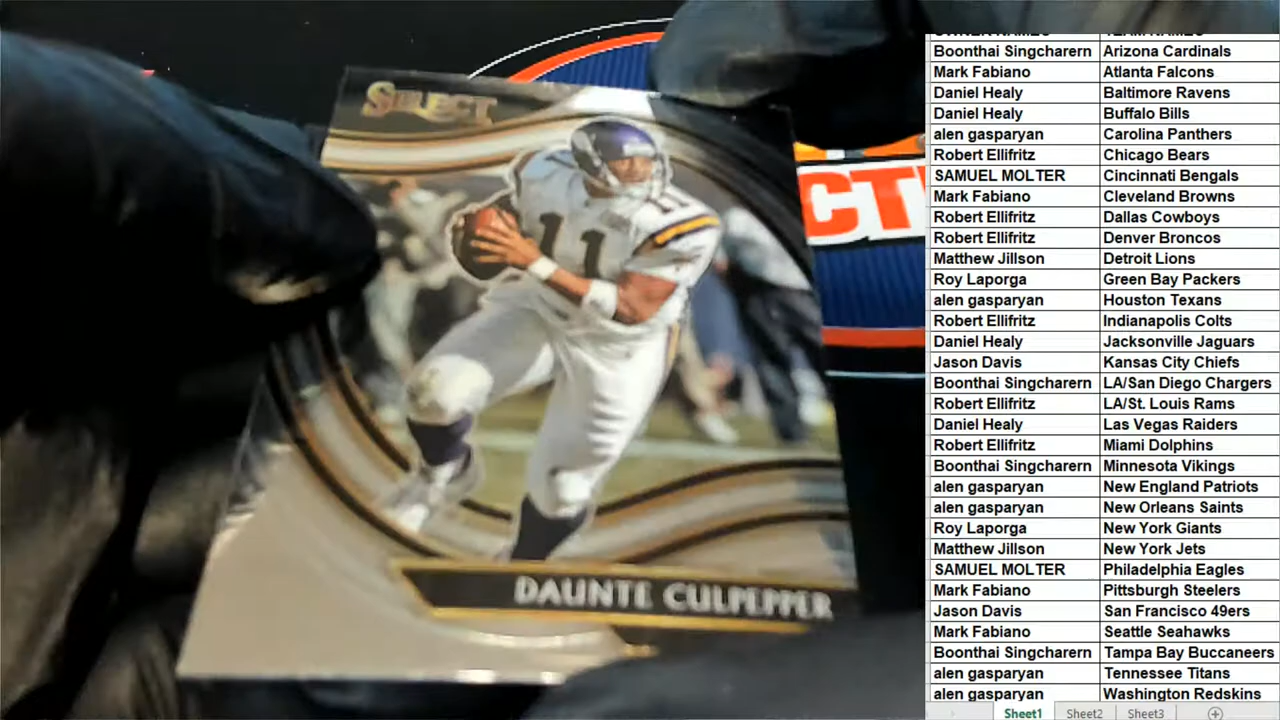 SELECT
11
11
CT
DAUNTE CULPEPPER
OWNER NAMES TEAM NAMES
Boonthai Singcharern Arizona Cardinals
Mark Fabiano Atlanta Falcons
Daniel Healy Baltimore Ravens
Daniel Healy Buffalo Bills
alen gasparyan Carolina Panthers
Robert Ellifritz Chicago Bears
SAMUEL MOLTER Cincinnati Bengals
Mark Fabiano Cleveland Browns
Robert Ellifritz Dallas Cowboys
Robert Ellifritz Denver Broncos
Matthew Jillson Detroit Lions
Roy Laporga Green Bay Packers
alen gasparyan Houston Texans
Robert Ellifritz Indianapolis Colts
Daniel Healy Jacksonville Jaguars
Jason Davis Kansas City Chiefs
Boonthai Singcharern LA/San Diego Chargers
Robert Ellifritz LA/St. Louis Rams
Daniel Healy Las Vegas Raiders
Robert Ellifritz Miami Dolphins
Boonthai Singcharern Minnesota Vikings
alen gasparyan New England Patriots
alen gasparyan New Orleans Saints
Roy Laporga New York Giants
Matthew Jillson New York Jets
SAMUEL MOLTER Philadelphia Eagles
Mark Fabiano Pittsburgh Steelers
Jason Davis San Francisco 49ers
Mark Fabiano Seattle Seahawks
Boonthai Singcharern Tampa Bay Buccaneers
alen gasparyan Tennessee Titans
alen gasparyan Washington Redskins
Sheet1 Sheet2 Sheet3